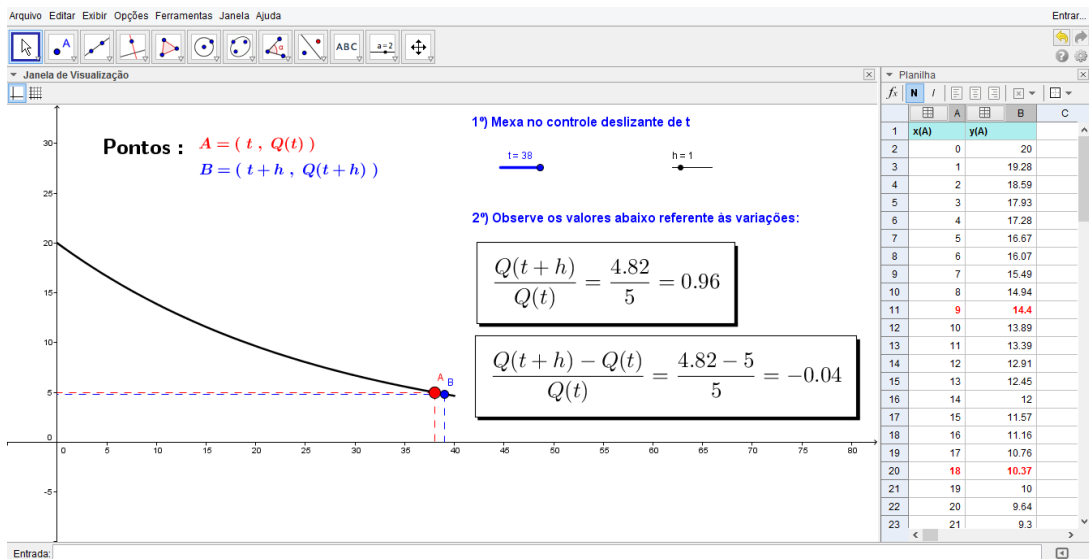 Arquivo Editar Exibir Opções Ferramentas Janela Ajuda
Entrar...
A
α
ABC
a=2
Janela de Visualização
Pontos : A = ( t , Q(t) )
B = ( t+h , Q(t+h) )
1º) Mexa no controle deslizante de t
t = 38
h = 1
2º) Observe os valores abaixo referente às variações:
Q(t+h)/Q(t) = 4.82/5 = 0.96
(Q(t+h) − Q(t))/Q(t) = (4.82 − 5)/5 = −0.04
30
25
20
15
10
5
0
-5
0 5 10 15 20 25 30 35 40 45 50 55 60 65 70 75 80
A
B
Planilha
fx N I
A B C
1 x(A) y(A)
2 0 20
3 1 19.28
4 2 18.59
5 3 17.93
6 4 17.28
7 5 16.67
8 6 16.07
9 7 15.49
10 8 14.94
11 9 14.4
12 10 13.89
13 11 13.39
14 12 12.91
15 13 12.45
16 14 12
17 15 11.57
18 16 11.16
19 17 10.76
20 18 10.37
21 19 10
22 20 9.64
23 21 9.3
Entrada: